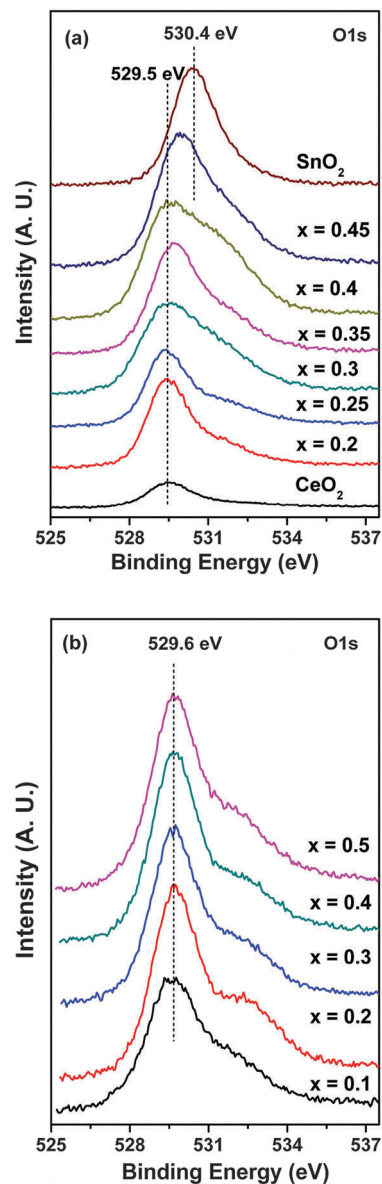 (a)
530.4 eV
O1s
529.5 eV
SnO₂
x = 0.45
x = 0.4
x = 0.35
x = 0.3
x = 0.25
x = 0.2
CeO₂
Intensity (A. U.)
525 528 531 534 537
Binding Energy (eV)
(b)
529.6 eV
O1s
x = 0.5
x = 0.4
x = 0.3
x = 0.2
x = 0.1
Intensity (A. U.)
525 528 531 534 537
Binding Energy (eV)